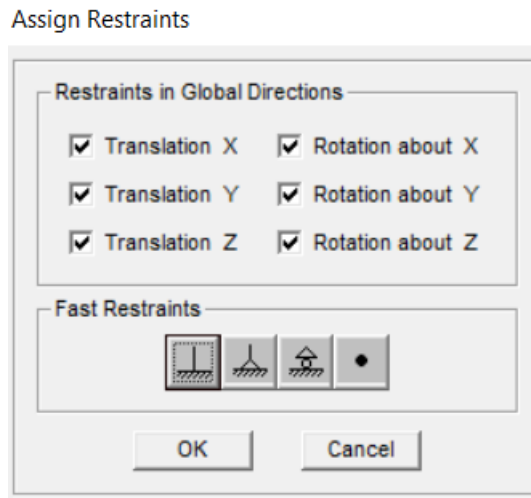 Assign Restraints
Restraints in Global Directions
Translation X Rotation about X
Translation Y Rotation about Y
Translation Z Rotation about Z
Fast Restraints
OK Cancel